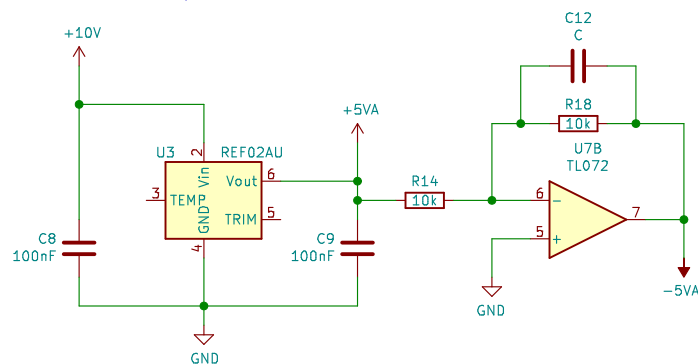 +10V
C12
C
+5VA
R18
10k
U3
REF02AU
2
Vin
Vout
6
3
TEMP
GND
TRIM
5
4
U7B
TL072
R14
10k
6
-
7
5
+
C8
100nF
C9
100nF
GND
-5VA
GND